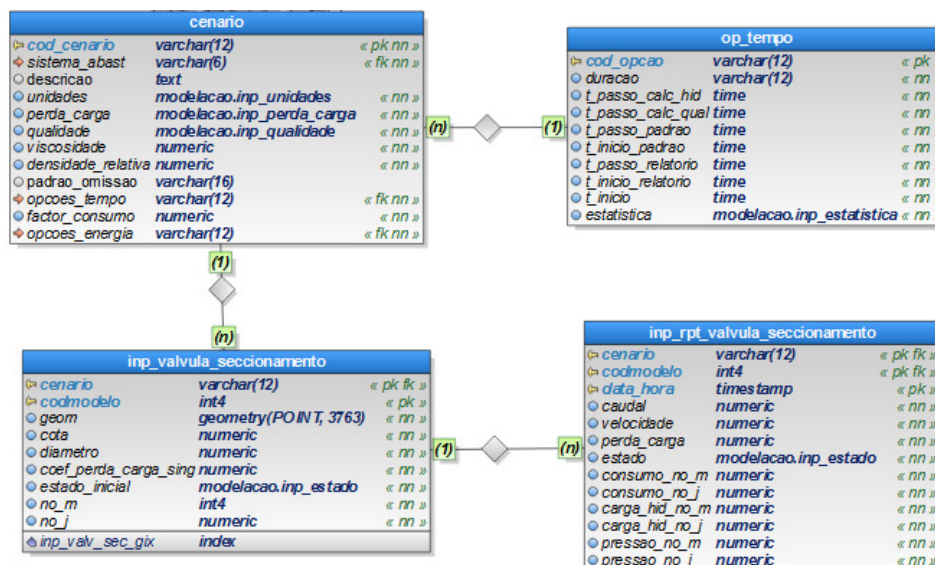 cenario
cod_cenario varchar(12) « pk nn »
sistema_abast varchar(6) « fk nn »
descricao text
unidades modelacao.inp_unidades « nn »
perda_carga modelacao.inp_perda_carga « nn »
qualidade modelacao.inp_qualidade « nn »
viscosidade numeric « nn »
densidade_relativa numeric « nn »
padrao_omissao varchar(16)
opcoes_tempo varchar(12) « fk nn »
factor_consumo numeric « nn »
opcoes_energia varchar(12) « fk nn »
(n)
(1)
op_tempo
cod_opcao varchar(12) « pk
duracao varchar(12) « nn
t_passo_calc_hid time « nn
t_passo_calc_qual time « nn
t_passo_padrao time « nn
t_inicio_padrao time « nn
t_passo_relatorio time « nn
t_inicio_relatorio time « nn
t_inicio time « nn
estatistica modelacao.inp_estatistica « nn
(1)
(n)
inp_valvula_seccionamento
cenario varchar(12) « pk fk »
codmodelo int4 « pk »
geom geometry(POINT, 3763) « nn »
cota numeric « nn »
diametro numeric « nn »
coef_perda_carga_sing numeric « nn »
estado_inicial modelacao.inp_estado « nn »
no_m int4 « nn »
no_j numeric « nn »
inp_valv_sec_gix index
(1)
(n)
inp_rpt_valvula_seccionamento
cenario varchar(12) « pk fk »
codmodelo int4 « pk fk »
data_hora timestamp « pk »
caudal numeric « nn »
velocidade numeric « nn »
perda_carga numeric « nn »
estado modelacao.inp_estado « nn »
consumo_no_m numeric « nn »
consumo_no_j numeric « nn »
carga_hid_no_m numeric « nn »
carga_hid_no_j numeric « nn »
pressao_no_m numeric « nn »
pressao_no_j numeric « nn »